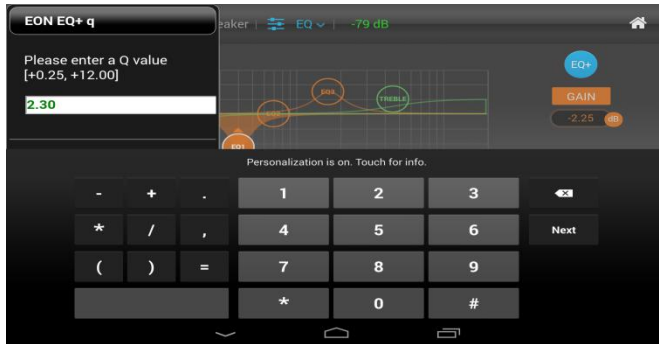 EON EQ+ q
eaker
EQ
-79 dB
Please enter a Q value
[+0.25, +12.00]
2.30
EQ+
EQ8
TREBLE
GAIN
-2.25 dB
EQ1
Personalization is on. Touch for info.
- + . 1 2 3
* / , 4 5 6 Next
( ) = 7 8 9
* 0 #